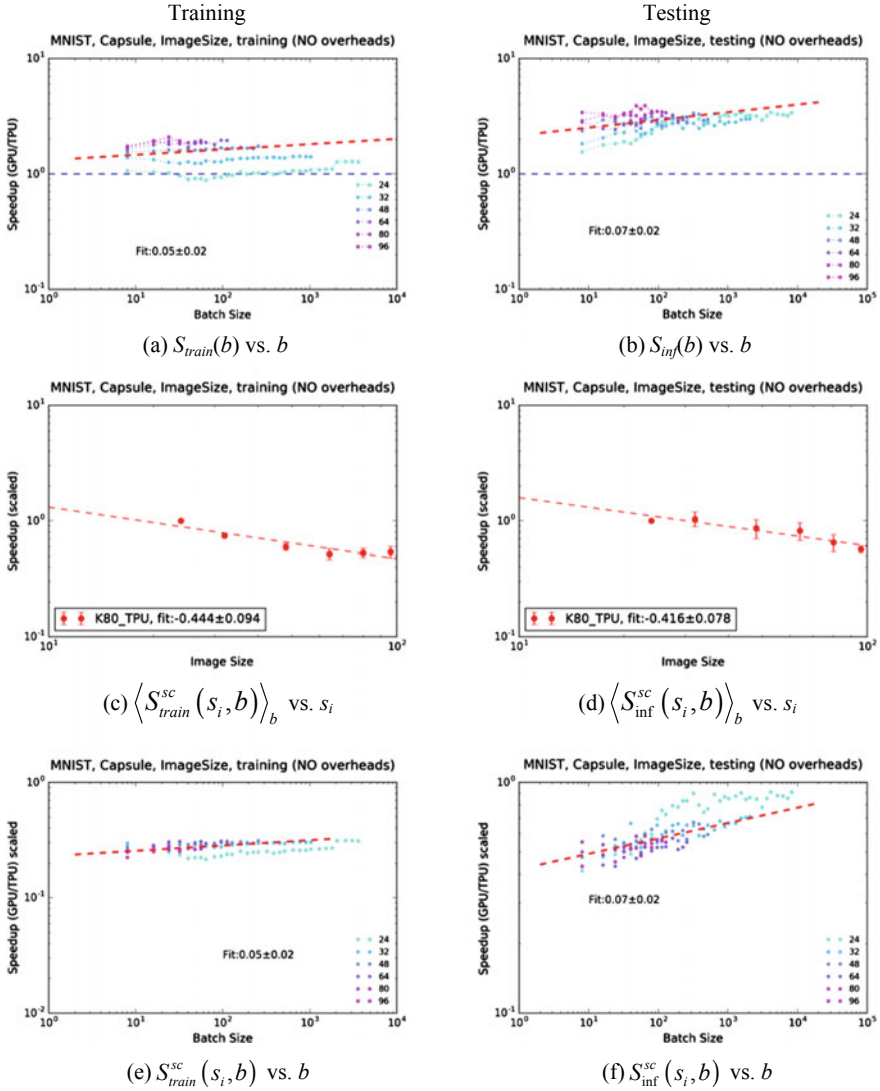 Training
Testing
MNIST, Capsule, ImageSize, training (NO overheads)
10^1
10^0
10^-1
Speedup (GPU/TPU)
24
32
48
64
80
96
Fit:0.05±0.02
10^0 10^1 10^2 10^3 10^4
Batch Size
(a) S_train(b) vs. b
MNIST, Capsule, ImageSize, testing (NO overheads)
10^1
10^0
10^-1
Speedup (GPU/TPU)
24
32
48
64
80
96
Fit:0.07±0.02
10^0 10^1 10^2 10^3 10^4 10^5
Batch Size
(b) S_inf(b) vs. b
MNIST, Capsule, ImageSize, training (NO overheads)
10^1
10^0
10^-1
Speedup (scaled)
K80_TPU, fit:-0.444±0.094
10^1 10^2
Image Size
(c) ⟨S^sc_train (s_i, b)⟩_b vs. s_i
MNIST, Capsule, ImageSize, testing (NO overheads)
10^1
10^0
10^-1
Speedup (scaled)
K80_TPU, fit:-0.416±0.078
10^1 10^2
Image Size
(d) ⟨S^sc_inf (s_i, b)⟩_b vs. s_i
MNIST, Capsule, ImageSize, training (NO overheads)
10^0
10^-1
10^-2
Speedup (GPU/TPU) scaled
24
32
48
64
80
96
Fit:0.05±0.02
10^0 10^1 10^2 10^3 10^4
Batch Size
(e) S^sc_train (s_i, b) vs. b
MNIST, Capsule, ImageSize, testing (NO overheads)
10^0
10^-1
Speedup (GPU/TPU) scaled
Fit:0.07±0.02
24
32
48
64
80
96
10^0 10^1 10^2 10^3 10^4 10^5
Batch Size
(f) S^sc_inf (s_i, b) vs. b